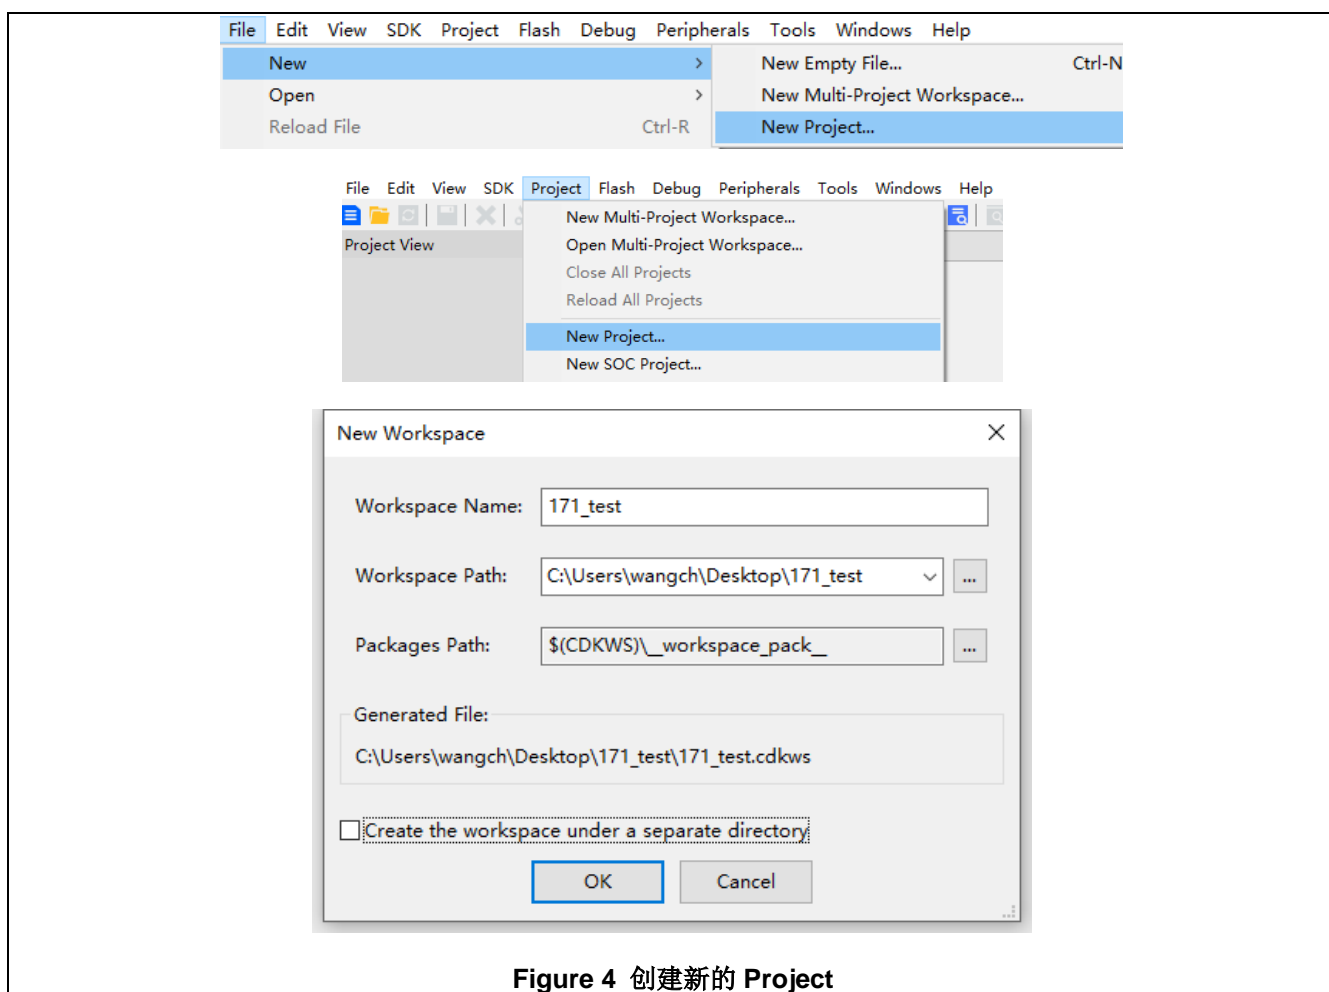 File Edit View SDK Project Flash Debug Peripherals Tools Windows Help
New > New Empty File... Ctrl-N
Open > New Multi-Project Workspace...
Reload File Ctrl-R New Project...
File Edit View SDK Project Flash Debug Peripherals Tools Windows Help
New Multi-Project Workspace...
Project View Open Multi-Project Workspace...
Close All Projects
Reload All Projects
New Project...
New SOC Project...
New Workspace
Workspace Name: 171_test
Workspace Path: C:\Users\wangch\Desktop\171_test ...
Packages Path: $(CDKWS)\__workspace_pack__ ...
Generated File:
C:\Users\wangch\Desktop\171_test\171_test.cdkws
Create the workspace under a separate directory
OK Cancel
Figure 4 创建新的 Project